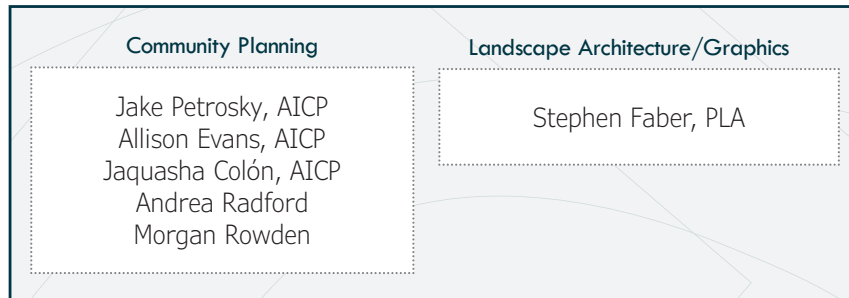 Community Planning
Jake Petrosky, AICP
Allison Evans, AICP
Jaquasha Colón, AICP
Andrea Radford
Morgan Rowden
Landscape Architecture/Graphics
Stephen Faber, PLA